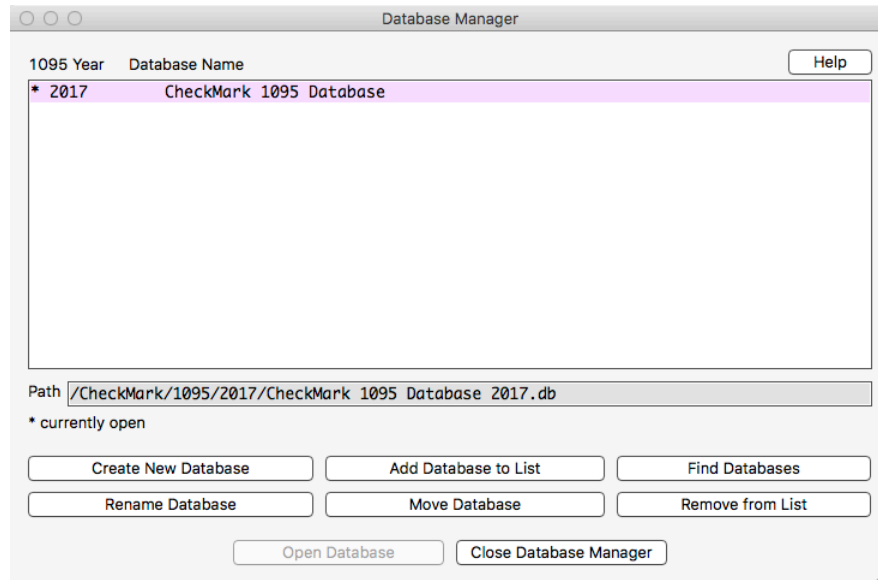 Database Manager
1095 Year Database Name Help
* 2017 CheckMark 1095 Database
Path /CheckMark/1095/2017/CheckMark 1095 Database 2017.db
* currently open
Create New Database Add Database to List Find Databases
Rename Database Move Database Remove from List
Open Database Close Database Manager